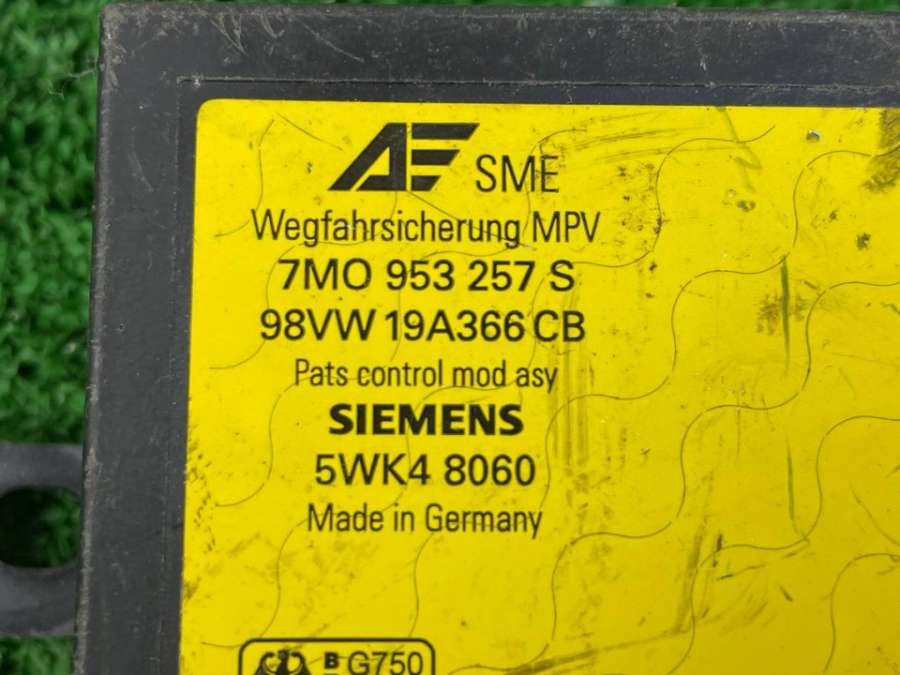 AE SME
Wegfahrsicherung MPV
7MO 953 257 S
98VW 19A366 CB
Pats control mod asy
SIEMENS
5WK4 8060
Made in Germany
B G750